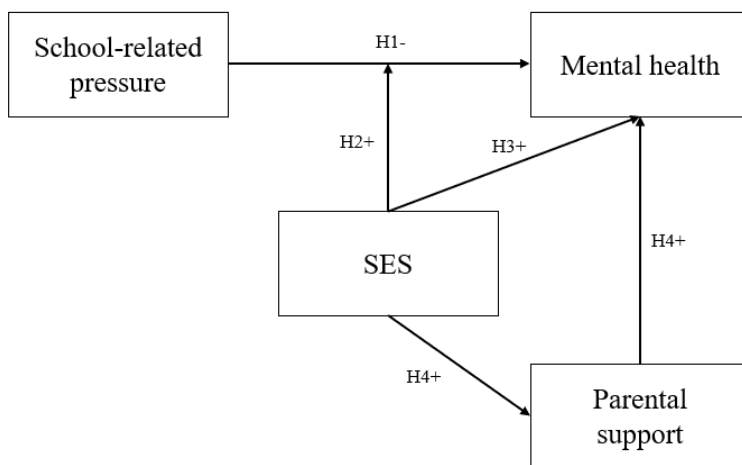 School-related
pressure
H1-
Mental health
H2+
H3+
SES
H4+
H4+
Parental
support